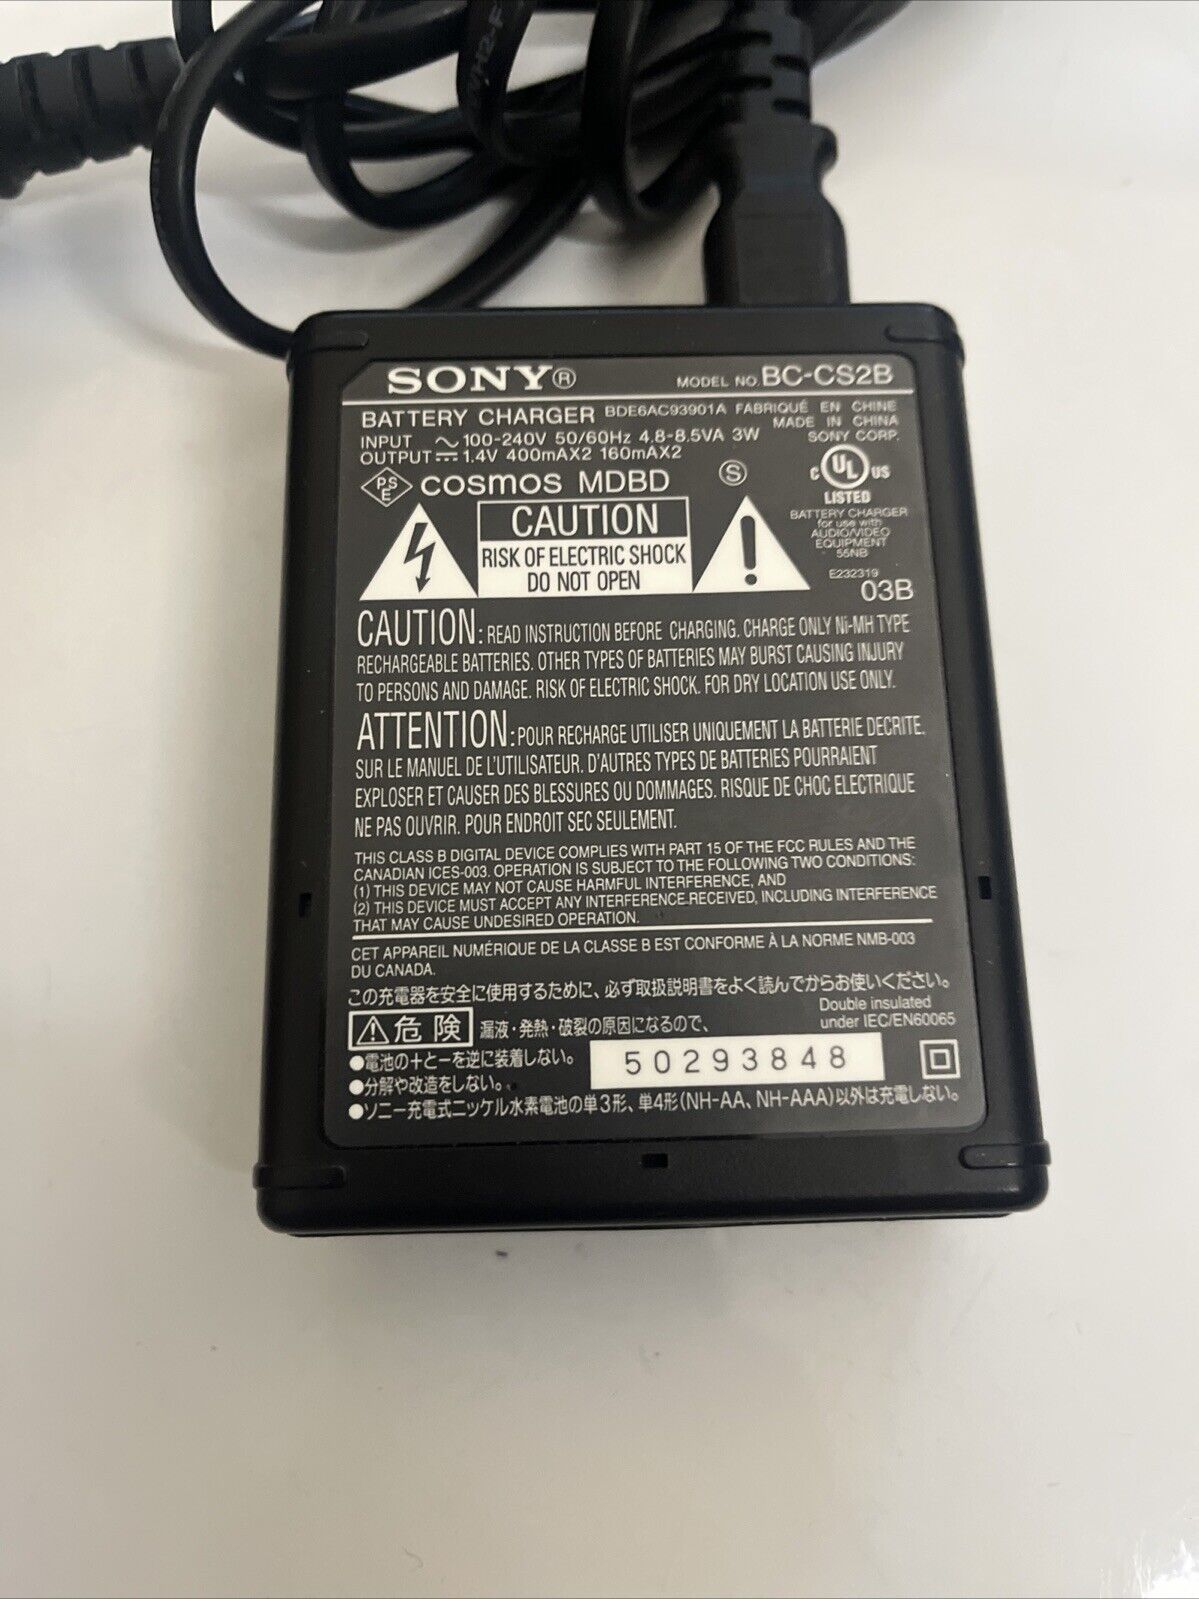 SONY® MODEL NO. BC-CS2B
BATTERY CHARGER BDE6AC93901A FABRIQUÉ EN CHINE
MADE IN CHINA
INPUT ～ 100-240V 50/60Hz 4.8-8.5VA 3W SONY CORP.
OUTPUT ⎓ 1.4V 400mAX2 160mAX2
PS
E
COSMOS MDBD
S
C UL US
LISTED
BATTERY CHARGER
for use with
AUDIO/VIDEO
EQUIPMENT
55NB
E232319
03B
CAUTION
RISK OF ELECTRIC SHOCK
DO NOT OPEN
CAUTION: READ INSTRUCTION BEFORE CHARGING. CHARGE ONLY Ni-MH TYPE
RECHARGEABLE BATTERIES. OTHER TYPES OF BATTERIES MAY BURST CAUSING INJURY
TO PERSONS AND DAMAGE. RISK OF ELECTRIC SHOCK. FOR DRY LOCATION USE ONLY.
ATTENTION: POUR RECHARGE UTILISER UNIQUEMENT LA BATTERIE DECRITE.
SUR LE MANUEL DE L'UTILISATEUR. D'AUTRES TYPES DE BATTERIES POURRAIENT
EXPLOSER ET CAUSER DES BLESSURES OU DOMMAGES. RISQUE DE CHOC ELECTRIQUE
NE PAS OUVRIR. POUR ENDROIT SEC SEULEMENT.
THIS CLASS B DIGITAL DEVICE COMPLIES WITH PART 15 OF THE FCC RULES AND THE
CANADIAN ICES-003. OPERATION IS SUBJECT TO THE FOLLOWING TWO CONDITIONS:
(1) THIS DEVICE MAY NOT CAUSE HARMFUL INTERFERENCE, AND
(2) THIS DEVICE MUST ACCEPT ANY INTERFERENCE RECEIVED, INCLUDING INTERFERENCE
THAT MAY CAUSE UNDESIRED OPERATION.
CET APPAREIL NUMÉRIQUE DE LA CLASSE B EST CONFORME À LA NORME NMB-003
DU CANADA.
この充電器を安全に使用するために、必ず取扱説明書をよく読んでからお使いください。
Double insulated
under IEC/EN60065
⚠危険 漏液・発熱・破裂の原因になるので、
●電池の＋と－を逆に装着しない。
50293848
●分解や改造をしない。
●ソニー充電式ニッケル水素電池の単3形、単4形(NH-AA、NH-AAA)以外は充電しない。